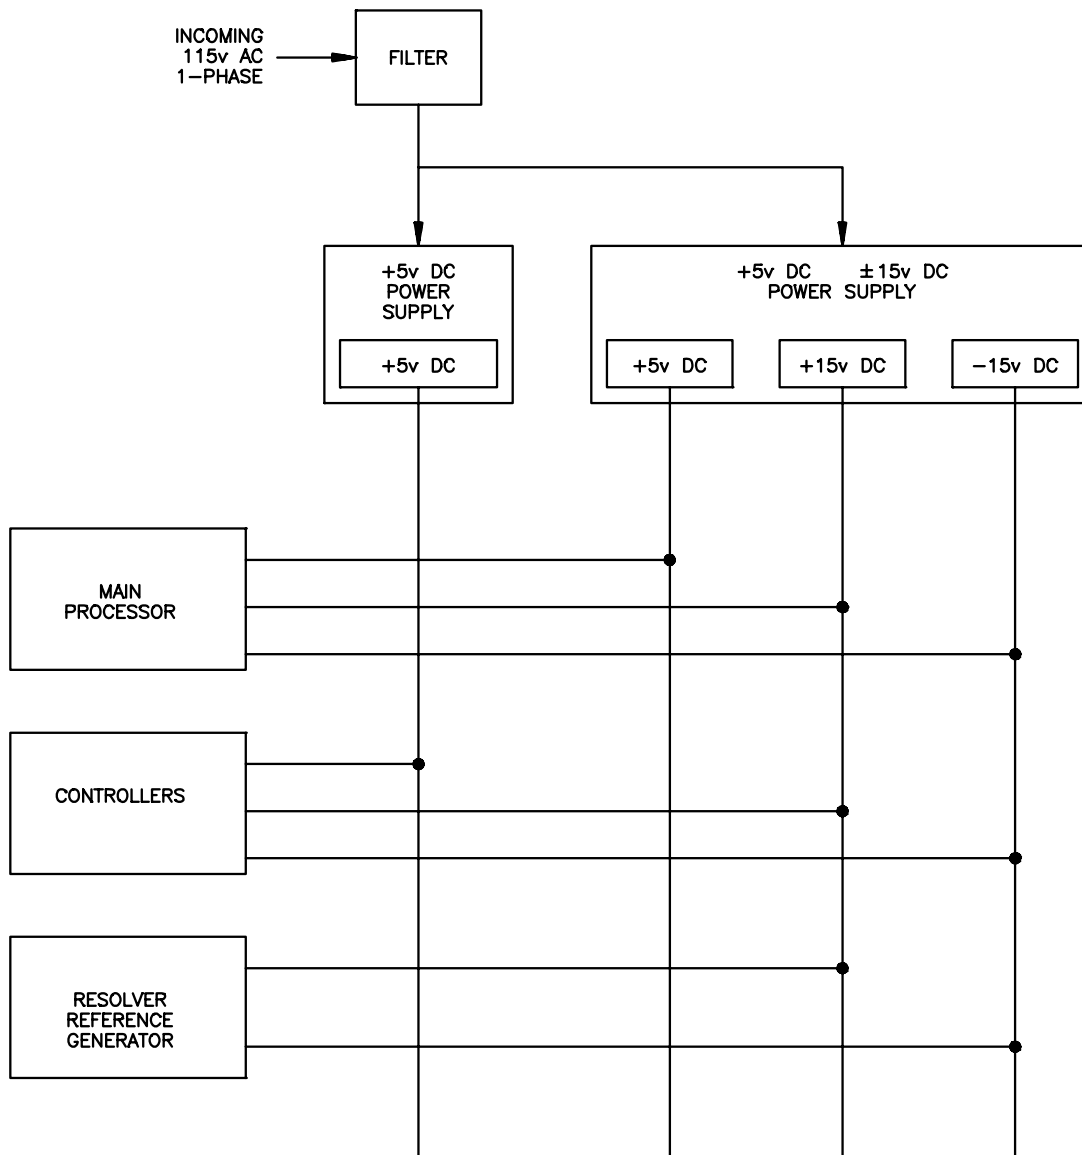 INCOMING
115v AC
1-PHASE
FILTER
+5v DC
POWER
SUPPLY
+5v DC
+5v DC ±15v DC
POWER SUPPLY
+5v DC
+15v DC
-15v DC
MAIN
PROCESSOR
CONTROLLERS
RESOLVER
REFERENCE
GENERATOR